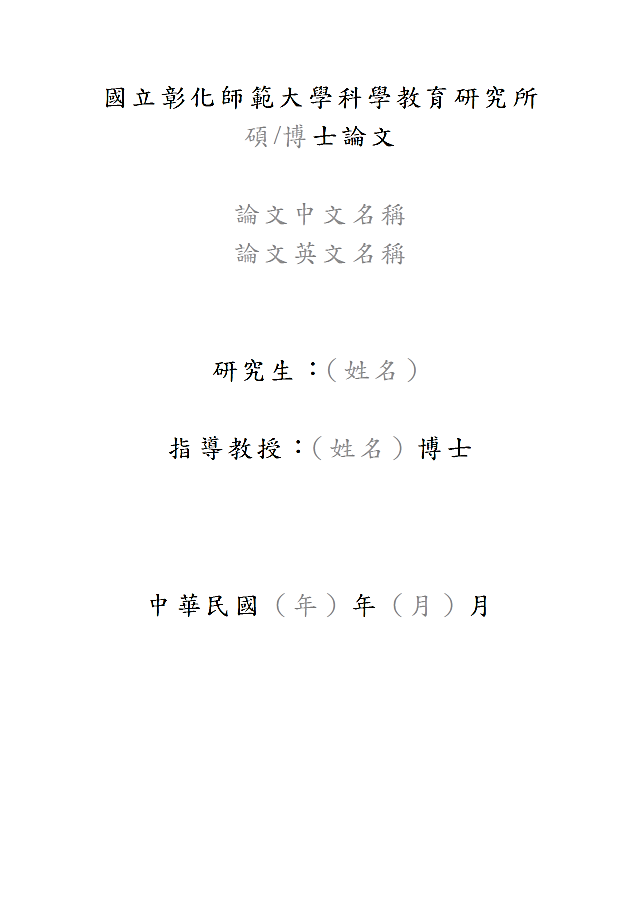 國立彰化師範大學科學教育研究所
碩/博士論文
論文中文名稱
論文英文名稱
研究生：(姓名)
指導教授：(姓名)博士
中華民國(年)年(月)月